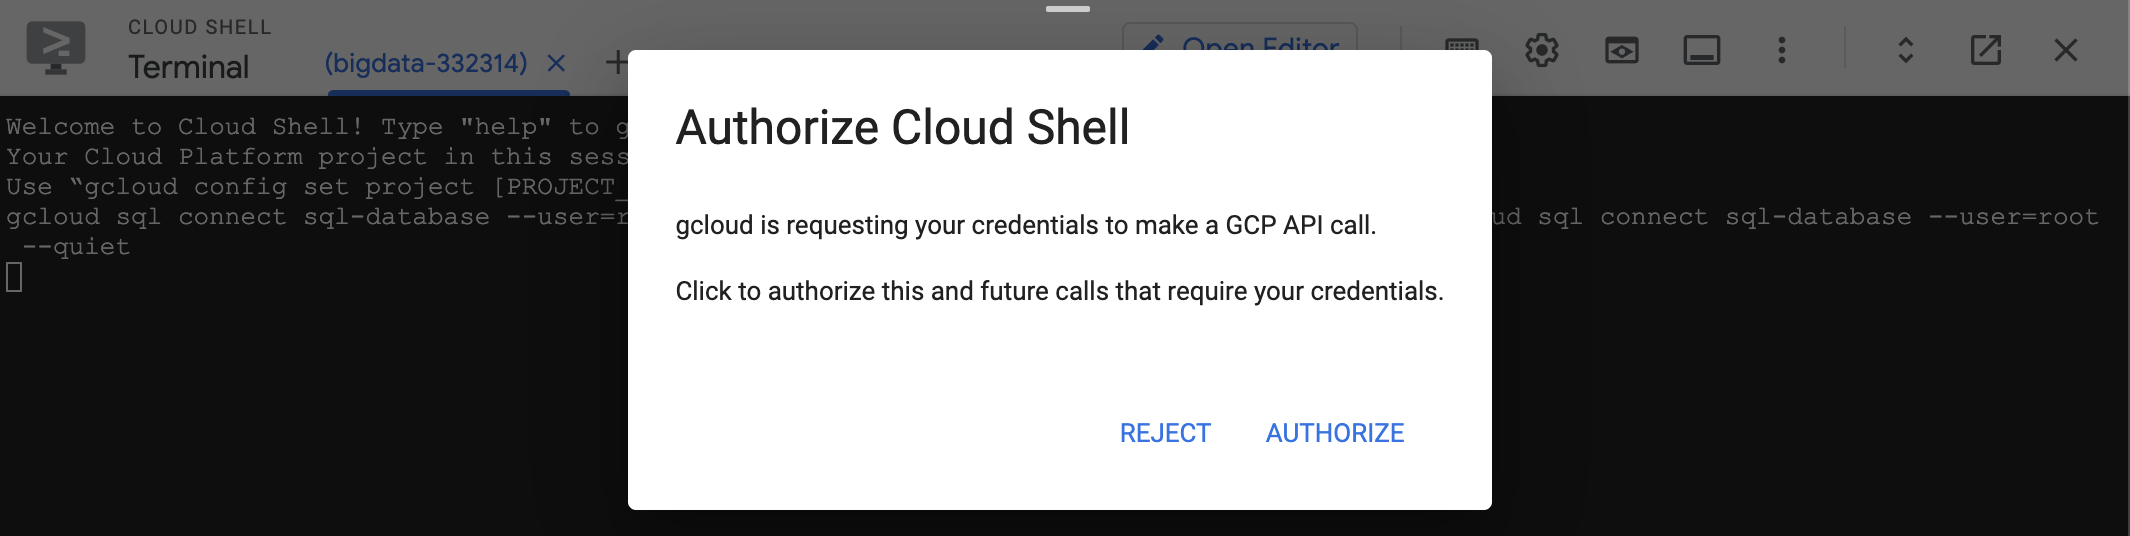 CLOUD SHELL
Terminal
(bigdata-332314)
Open Editor
Welcome to Cloud Shell! Type "help" to g
Your Cloud Platform project in this sess
Use “gcloud config set project [PROJECT_
gcloud sql connect sql-database --user=r
ud sql connect sql-database --user=root
--quiet
Authorize Cloud Shell
gcloud is requesting your credentials to make a GCP API call.
Click to authorize this and future calls that require your credentials.
REJECT
AUTHORIZE